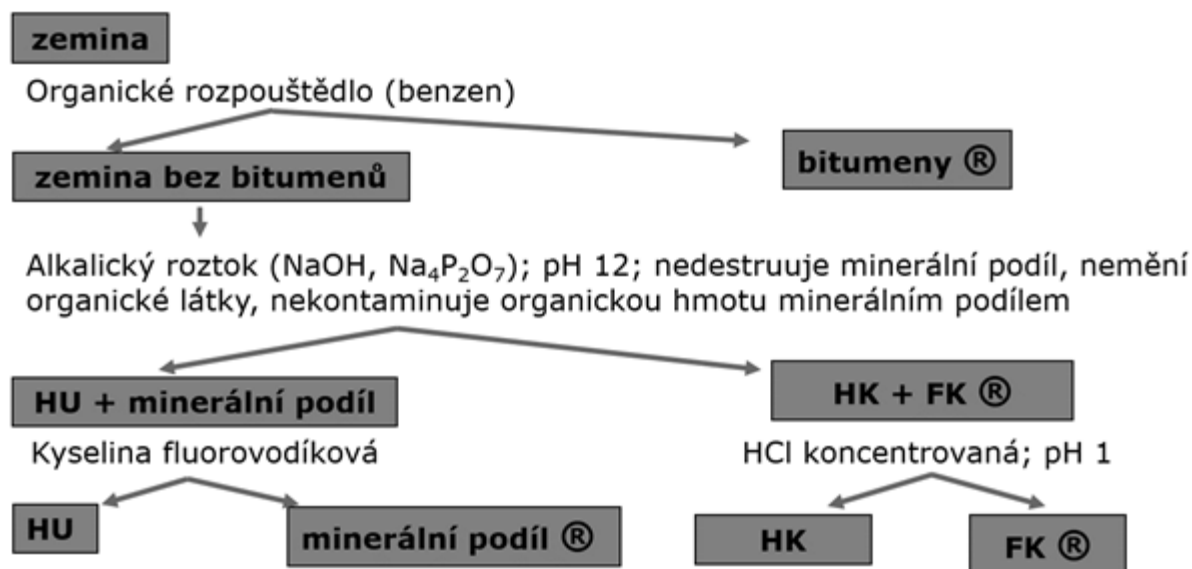 zemina
Organické rozpouštědlo (benzen)
zemina bez bitumenů
bitumeny ®
Alkalický roztok (NaOH, Na₄P₂O₇); pH 12; nedestruuje minerální podíl, nemění
organické látky, nekontaminuje organickou hmotu minerálním podílem
HU + minerální podíl
HK + FK ®
Kyselina fluorovodíková
HCl koncentrovaná; pH 1
HU
minerální podíl ®
HK
FK ®